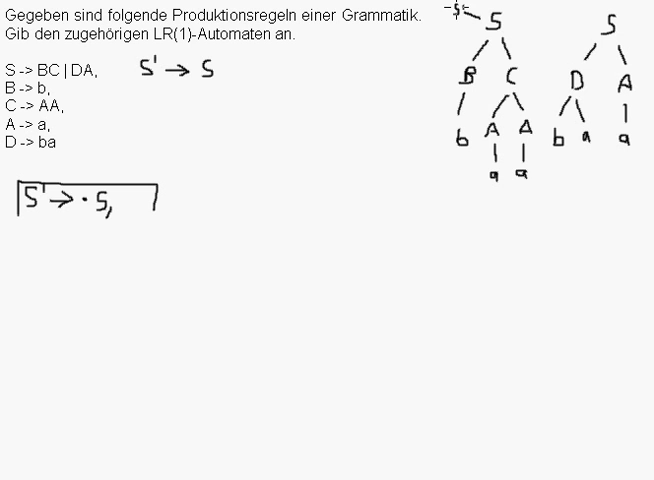 Gegeben sind folgende Produktionsregeln einer Grammatik.
Gib den zugehörigen LR(1)-Automaten an.
S -> BC | DA,
B -> b,
C -> AA,
A -> a,
D -> ba
S' → S
S' → · S,
S
B C
b A A
a a
S
D A
b a a